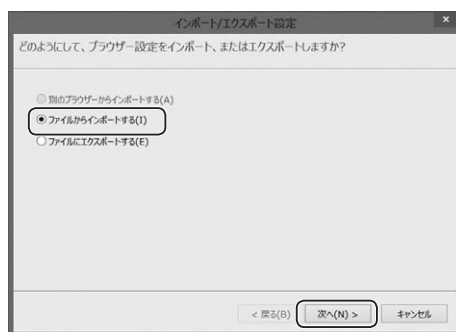 インポート/エクスポート設定
×
どのようにして、ブラウザー設定をインポート、またはエクスポートしますか?
別のブラウザーからインポートする(A)
ファイルからインポートする(I)
ファイルにエクスポートする(E)
< 戻る(B) 次へ(N) > キャンセル